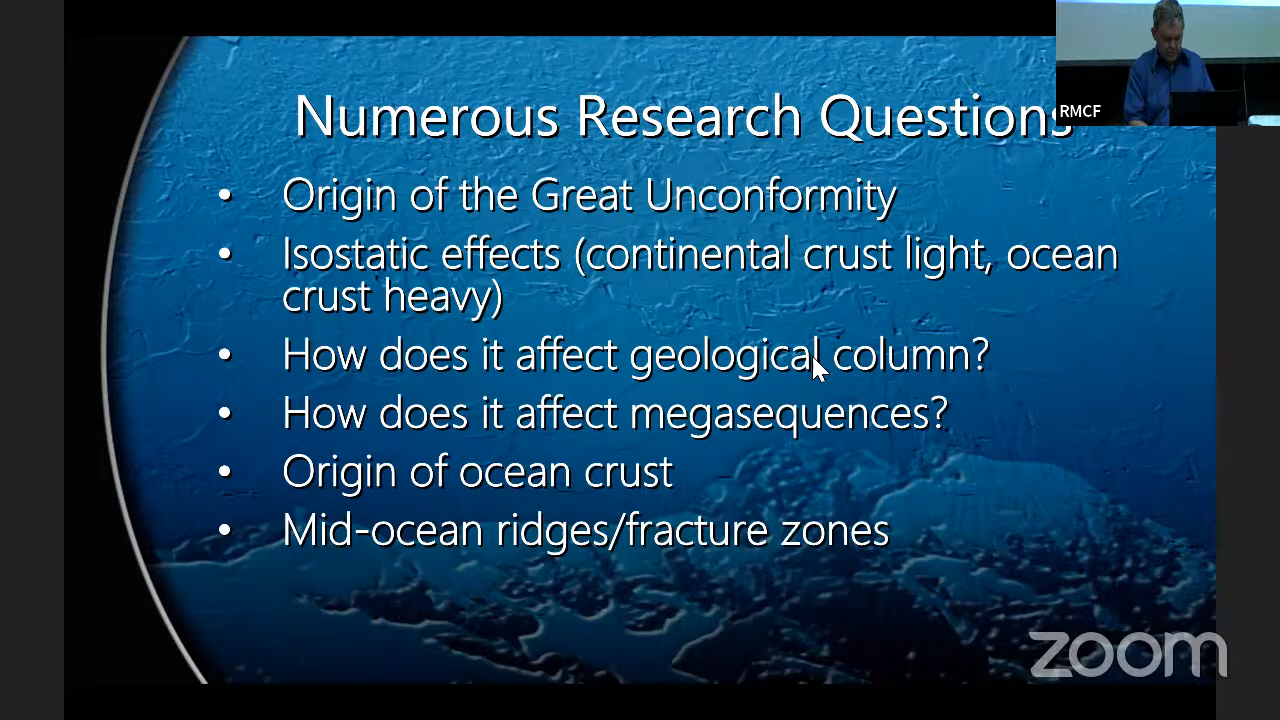 Numerous Research Questions
RMCF
• Origin of the Great Unconformity
• Isostatic effects (continental crust light, ocean
crust heavy)
• How does it affect geological column?
• How does it affect megasequences?
• Origin of ocean crust
• Mid-ocean ridges/fracture zones
zoom